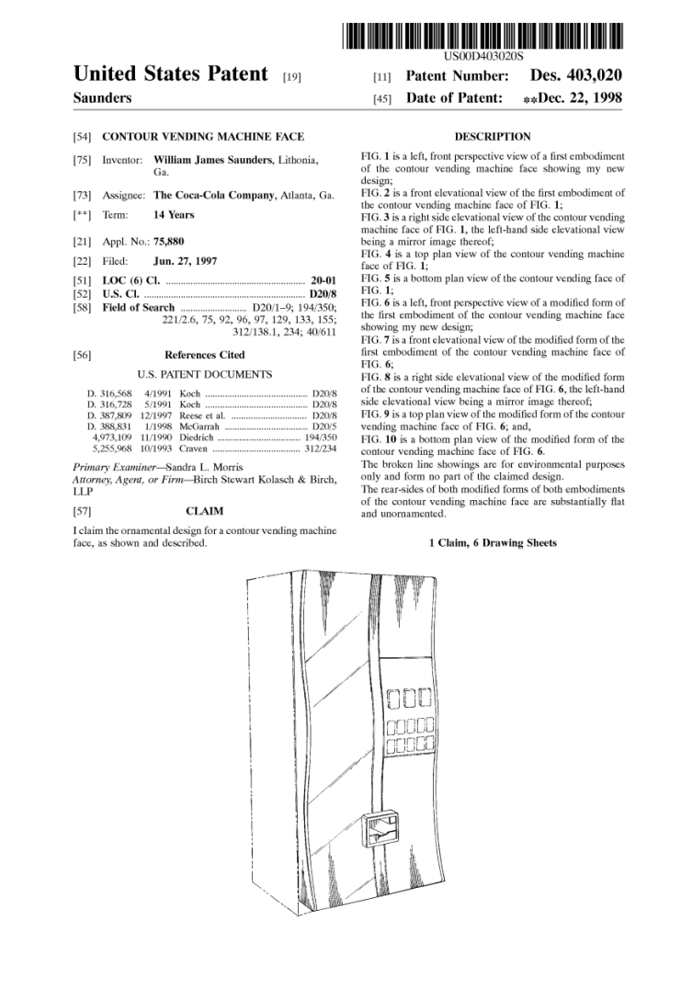 US00D403020S
United States Patent [19]
Saunders
[11] Patent Number: Des. 403,020
[45] Date of Patent: **Dec. 22, 1998
[54] CONTOUR VENDING MACHINE FACE
[75] Inventor: William James Saunders, Lithonia,
Ga.
[73] Assignee: The Coca-Cola Company, Atlanta, Ga.
[**] Term: 14 Years
[21] Appl. No.: 75,880
[22] Filed: Jun. 27, 1997
[51] LOC (6) Cl. ........................................................ 20-01
[52] U.S. Cl. ................................................................ D20/8
[58] Field of Search .......................... D20/1–9; 194/350;
221/2.6, 75, 92, 96, 97, 129, 133, 155;
312/138.1, 234; 40/611
[56] References Cited
U.S. PATENT DOCUMENTS
D. 316,568 4/1991 Koch ........................................ D20/8
D. 316,728 5/1991 Koch ........................................ D20/8
D. 387,809 12/1997 Reese et al. .............................. D20/8
D. 388,831 1/1998 McGarrah ................................. D20/5
4,973,109 11/1990 Diedrich ................................. 194/350
5,255,968 10/1993 Craven ................................... 312/234
Primary Examiner—Sandra L. Morris
Attorney, Agent, or Firm—Birch Stewart Kolasch & Birch,
LLP
[57] CLAIM
I claim the ornamental design for a contour vending machine
face, as shown and described.
DESCRIPTION
FIG. 1 is a left, front perspective view of a first embodiment
of the contour vending machine face showing my new
design;
FIG. 2 is a front elevational view of the first embodiment of
the contour vending machine face of FIG. 1;
FIG. 3 is a right side elevational view of the contour vending
machine face of FIG. 1, the left-hand side elevational view
being a mirror image thereof;
FIG. 4 is a top plan view of the contour vending machine
face of FIG. 1;
FIG. 5 is a bottom plan view of the contour vending face of
FIG. 1;
FIG. 6 is a left, front perspective view of a modified form of
the first embodiment of the contour vending machine face
showing my new design;
FIG. 7 is a front elevational view of the modified form of the
first embodiment of the contour vending machine face of
FIG. 6;
FIG. 8 is a right side elevational view of the modified form
of the contour vending machine face of FIG. 6, the left-hand
side elevational view being a mirror image thereof;
FIG. 9 is a top plan view of the modified form of the contour
vending machine face of FIG. 6; and,
FIG. 10 is a bottom plan view of the modified form of the
contour vending machine face of FIG. 6.
The broken line showings are for environmental purposes
only and form no part of the claimed design.
The rear-sides of both modified forms of both embodiments
of the contour vending machine face are substantially flat
and unornamented.
1 Claim, 6 Drawing Sheets